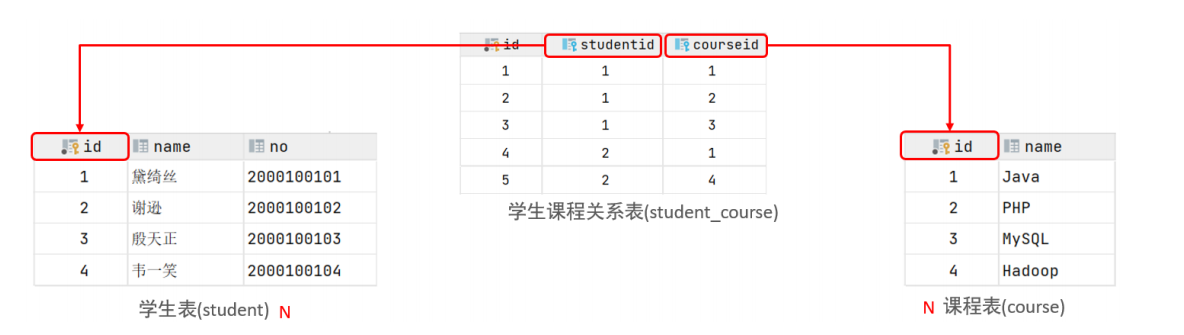 id studentid courseid
1 1 1
2 1 2
3 1 3
4 2 1
5 2 4
学生课程关系表(student_course)
id name no
1 黛绮丝 2000100101
2 谢逊 2000100102
3 殷天正 2000100103
4 韦一笑 2000100104
学生表(student) N
id name
1 Java
2 PHP
3 MySQL
4 Hadoop
N 课程表(course)